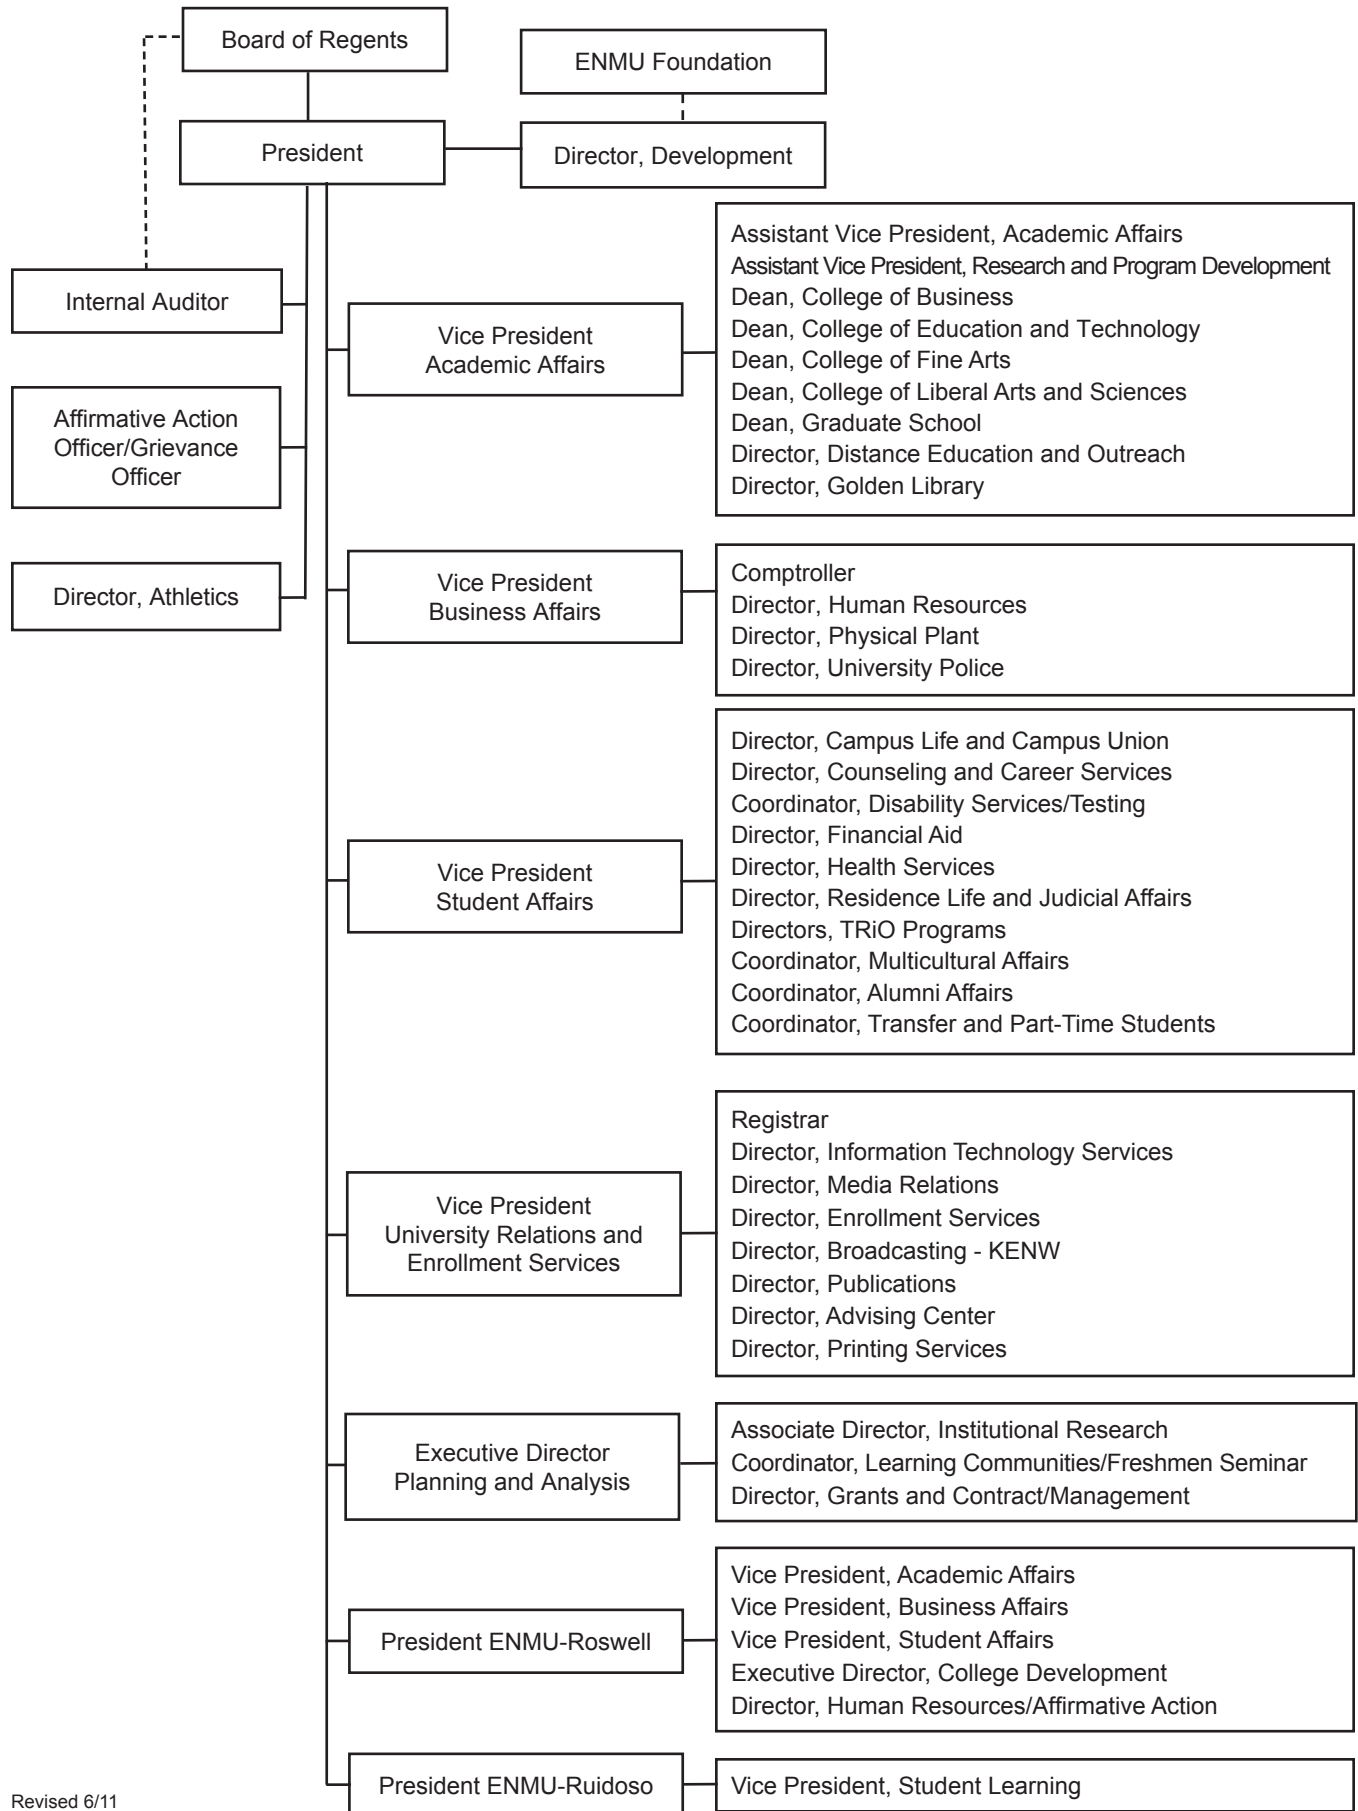 Board of Regents
ENMU Foundation
President
Director, Development
Internal Auditor
Affirmative Action
Officer/Grievance
Officer
Director, Athletics
Vice President
Academic Affairs
Assistant Vice President, Academic Affairs
Assistant Vice President, Research and Program Development
Dean, College of Business
Dean, College of Education and Technology
Dean, College of Fine Arts
Dean, College of Liberal Arts and Sciences
Dean, Graduate School
Director, Distance Education and Outreach
Director, Golden Library
Vice President
Business Affairs
Comptroller
Director, Human Resources
Director, Physical Plant
Director, University Police
Vice President
Student Affairs
Director, Campus Life and Campus Union
Director, Counseling and Career Services
Coordinator, Disability Services/Testing
Director, Financial Aid
Director, Health Services
Director, Residence Life and Judicial Affairs
Directors, TRiO Programs
Coordinator, Multicultural Affairs
Coordinator, Alumni Affairs
Coordinator, Transfer and Part-Time Students
Vice President
University Relations and
Enrollment Services
Registrar
Director, Information Technology Services
Director, Media Relations
Director, Enrollment Services
Director, Broadcasting - KENW
Director, Publications
Director, Advising Center
Director, Printing Services
Executive Director
Planning and Analysis
Associate Director, Institutional Research
Coordinator, Learning Communities/Freshmen Seminar
Director, Grants and Contract/Management
President ENMU-Roswell
Vice President, Academic Affairs
Vice President, Business Affairs
Vice President, Student Affairs
Executive Director, College Development
Director, Human Resources/Affirmative Action
President ENMU-Ruidoso
Vice President, Student Learning
Revised 6/11